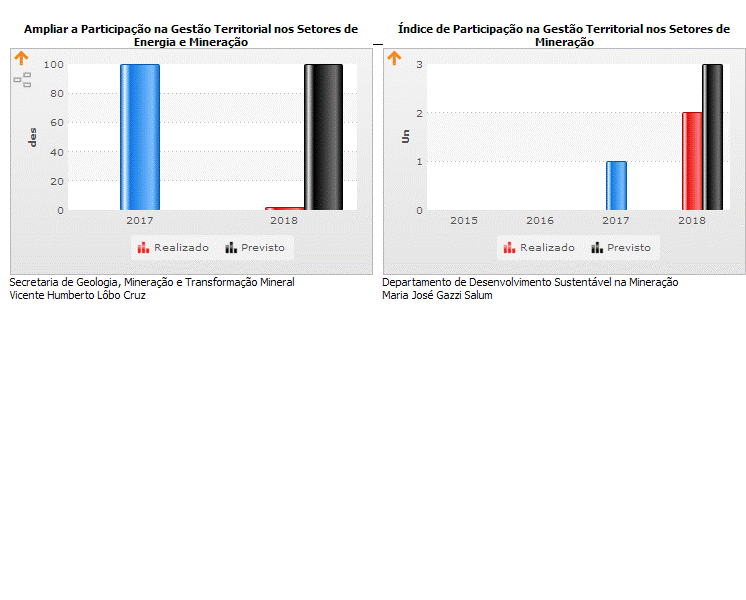 Ampliar a Participação na Gestão Territorial nos Setores de
Energia e Mineração
des
100
80
60
40
20
0
2017
2018
Realizado
Previsto
Secretaria de Geologia, Mineração e Transformação Mineral
Vicente Humberto Lôbo Cruz
Índice de Participação na Gestão Territorial nos Setores de
Mineração
Un
3
2
1
0
2015
2016
2017
2018
Realizado
Previsto
Departamento de Desenvolvimento Sustentável na Mineração
Maria José Gazzi Salum